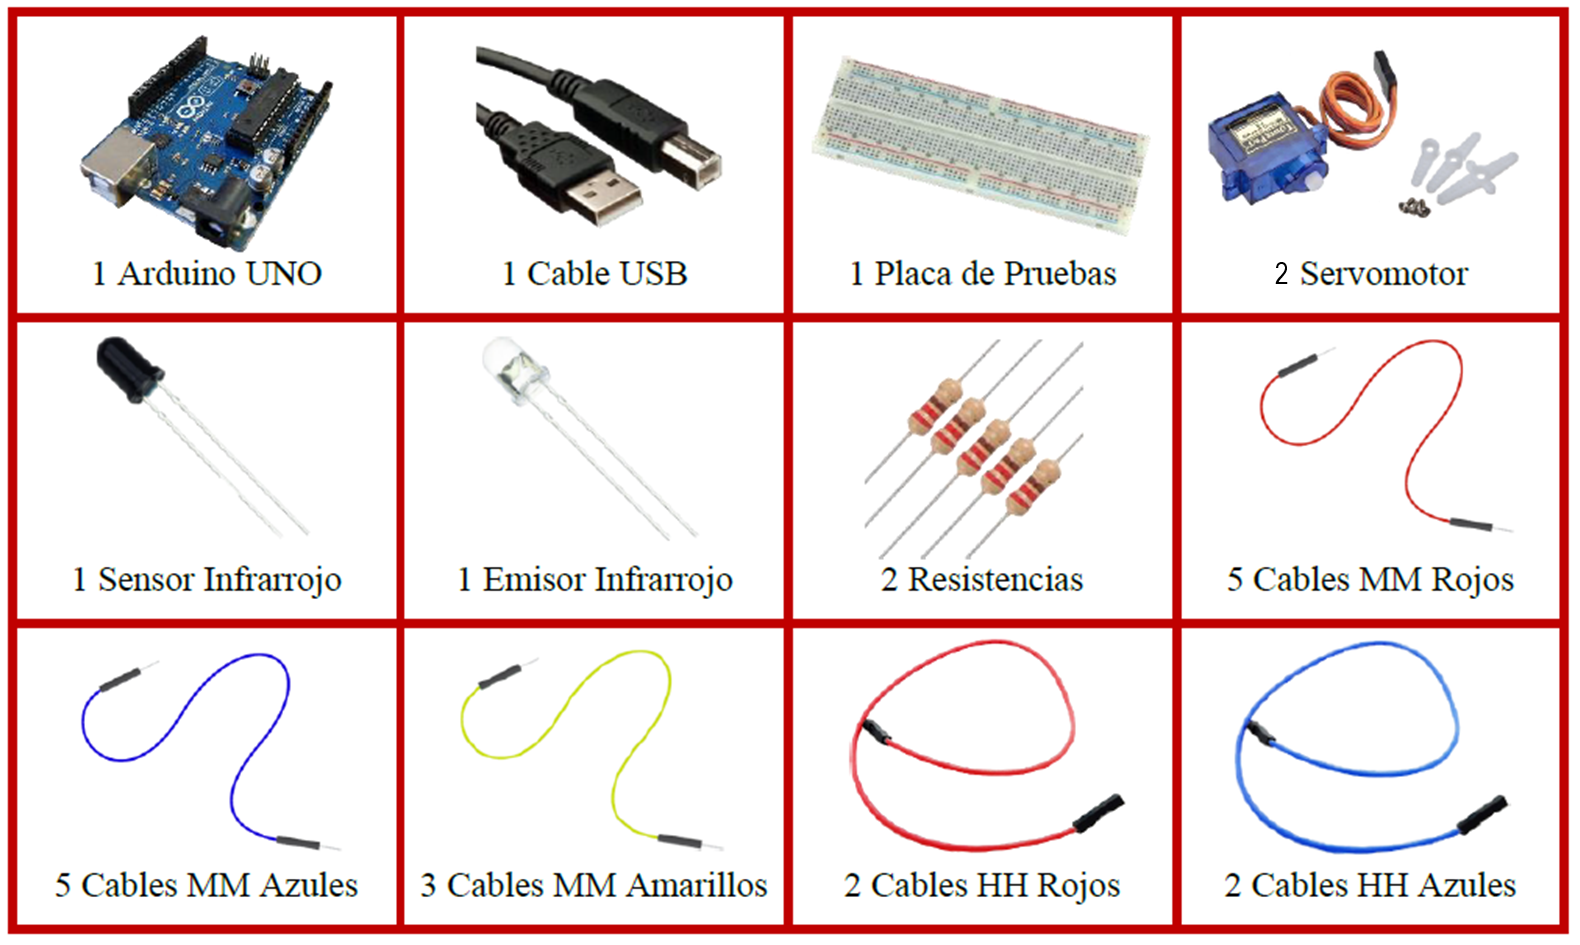 1 Arduino UNO
1 Cable USB
1 Placa de Pruebas
2 Servomotor
1 Sensor Infrarrojo
1 Emisor Infrarrojo
2 Resistencias
5 Cables MM Rojos
5 Cables MM Azules
3 Cables MM Amarillos
2 Cables HH Rojos
2 Cables HH Azules